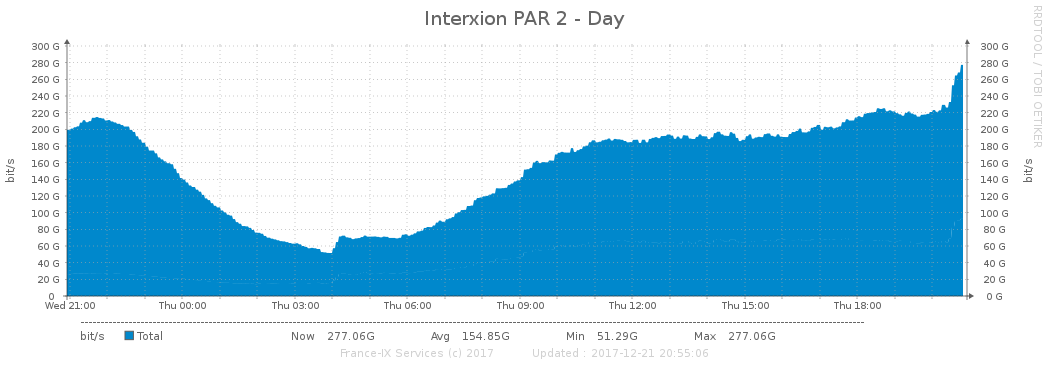 Interxion PAR 2 - Day
RRDTOOL / TOBI OETIKER
bit/s
300 G 300 G
280 G 280 G
260 G 260 G
240 G 240 G
220 G 220 G
200 G 200 G
180 G 180 G
160 G 160 G
140 G 140 G
120 G 120 G
100 G 100 G
80 G 80 G
60 G 60 G
40 G 40 G
20 G 20 G
0 0 G
bit/s
Wed 21:00 Thu 00:00 Thu 03:00 Thu 06:00 Thu 09:00 Thu 12:00 Thu 15:00 Thu 18:00
bit/s Total Now 277.06G Avg 154.85G Min 51.29G Max 277.06G
France-IX Services (c) 2017 Updated : 2017-12-21 20:55:06